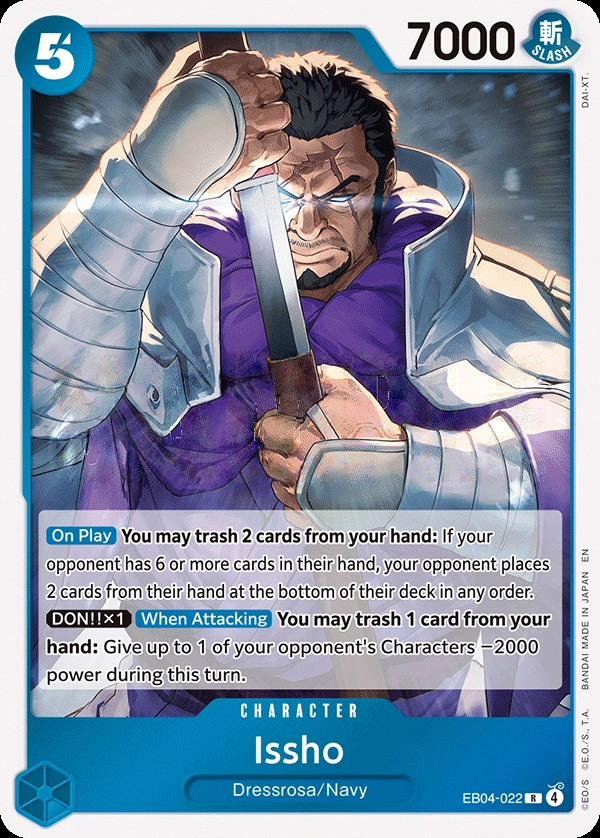 5
7000
斬
SLASH
DAI-XT.
On Play You may trash 2 cards from your hand: If your
opponent has 6 or more cards in their hand, your opponent places
2 cards from their hand at the bottom of their deck in any order.
DON!!×1 When Attacking You may trash 1 card from your
hand: Give up to 1 of your opponent's Characters −2000
power during this turn.
CHARACTER
Issho
Dressrosa/Navy
EB04-022 R 4
©EO/S ©E.O./S., T.A. BANDAI MADE IN JAPAN EN